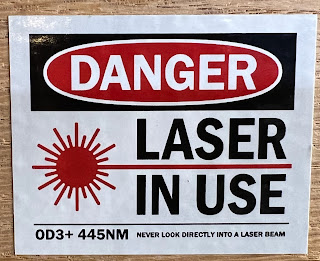 DANGER
LASER
IN USE
OD3+ 445NM NEVER LOOK DIRECTLY INTO A LASER BEAM